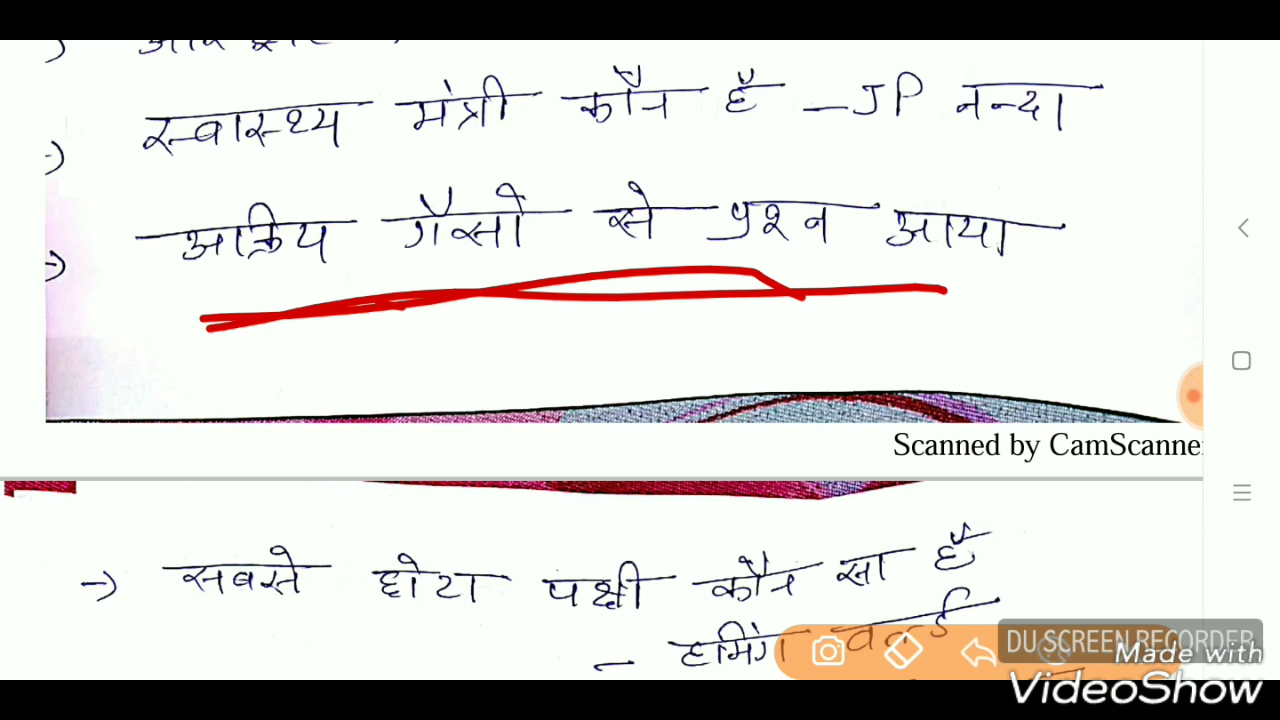 स्वास्थ्य मंत्री कौन है - JP नन्दा
अक्रिय गैसो से प्रश्न आया
Scanned by CamScanner
→ सबसे छोटा पक्षी कौन सा है
- हमिंग बर्ड
DU SCREEN RECORDER
Made with
VideoShow